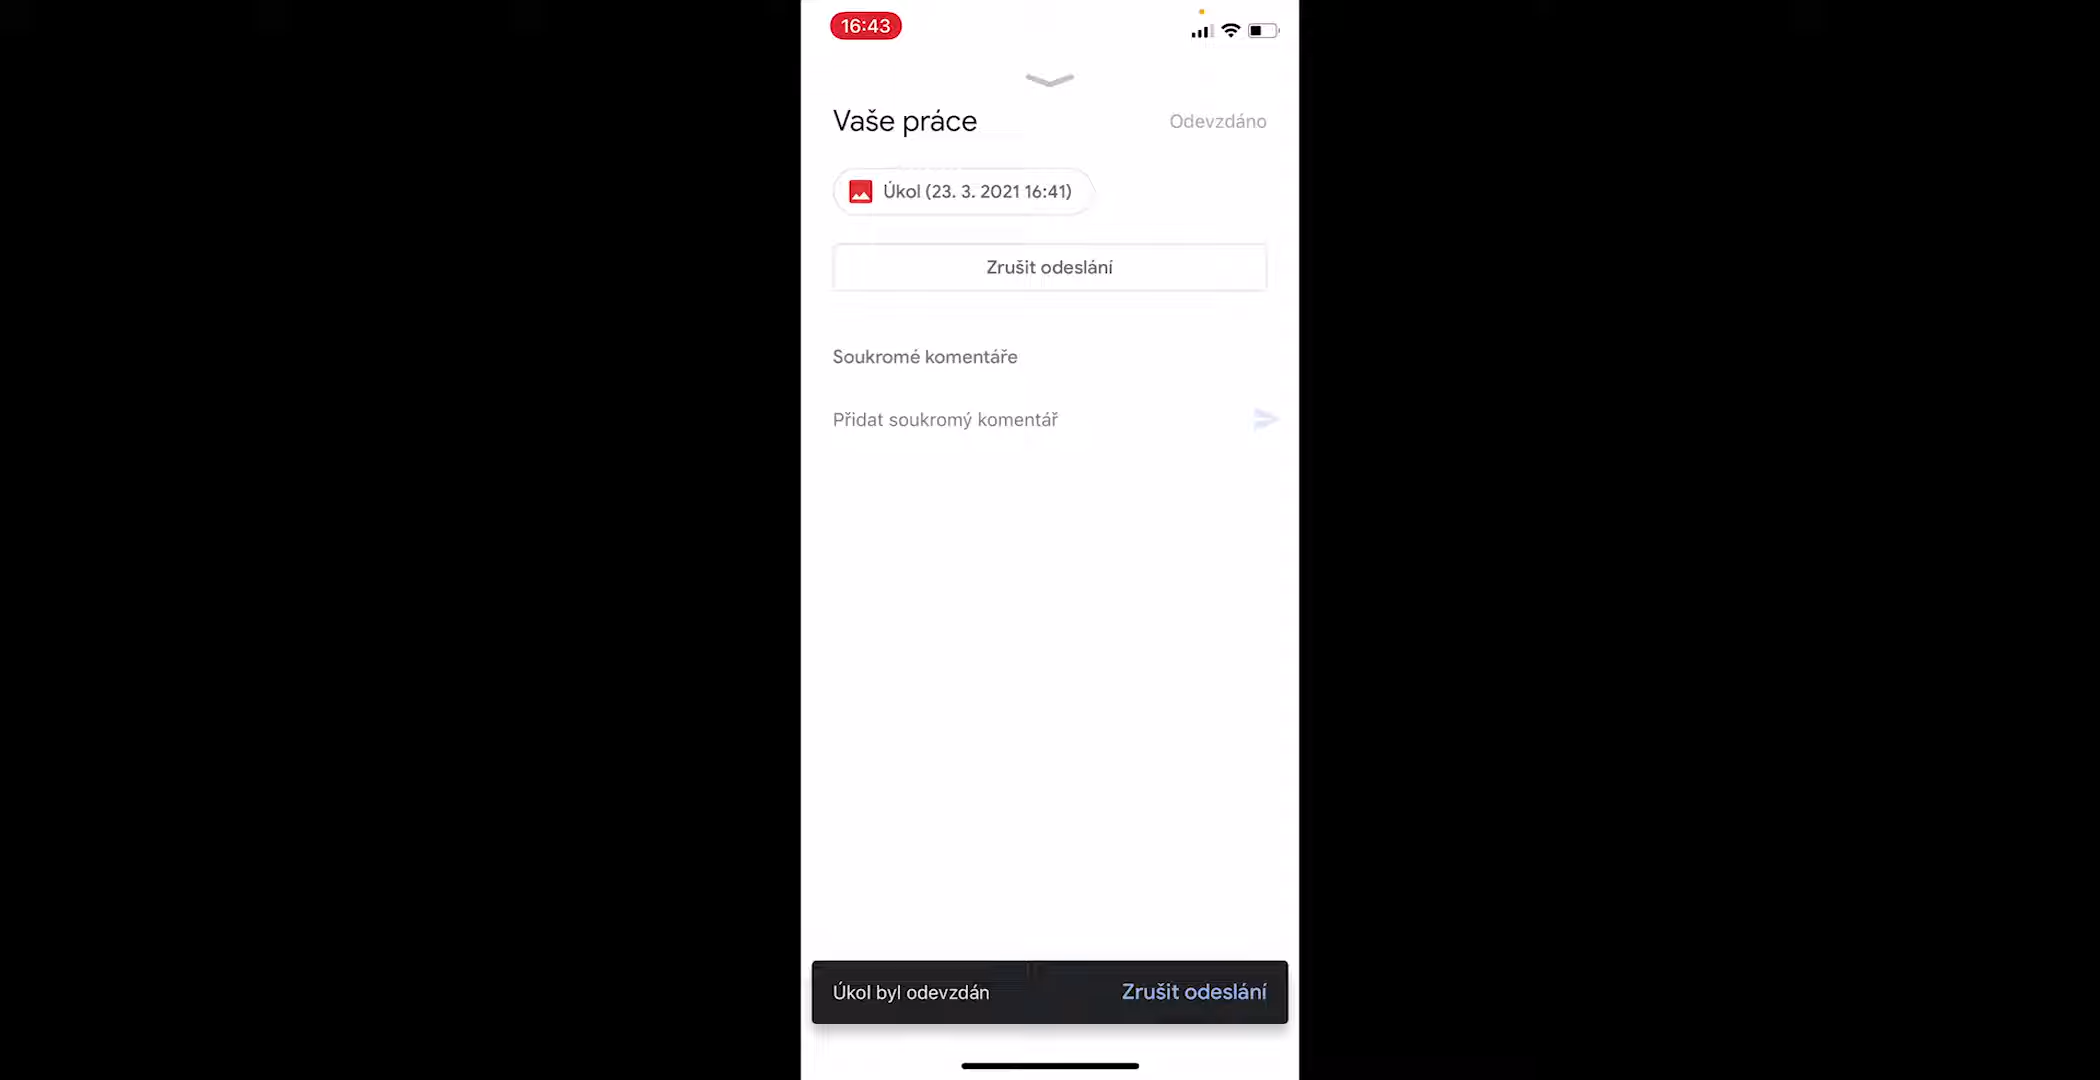 16:43
Vaše práce
Odevzdáno
Úkol (23. 3. 2021 16:41)
Zrušit odeslání
Soukromé komentáře
Přidat soukromý komentář
Úkol byl odevzdán
Zrušit odeslání